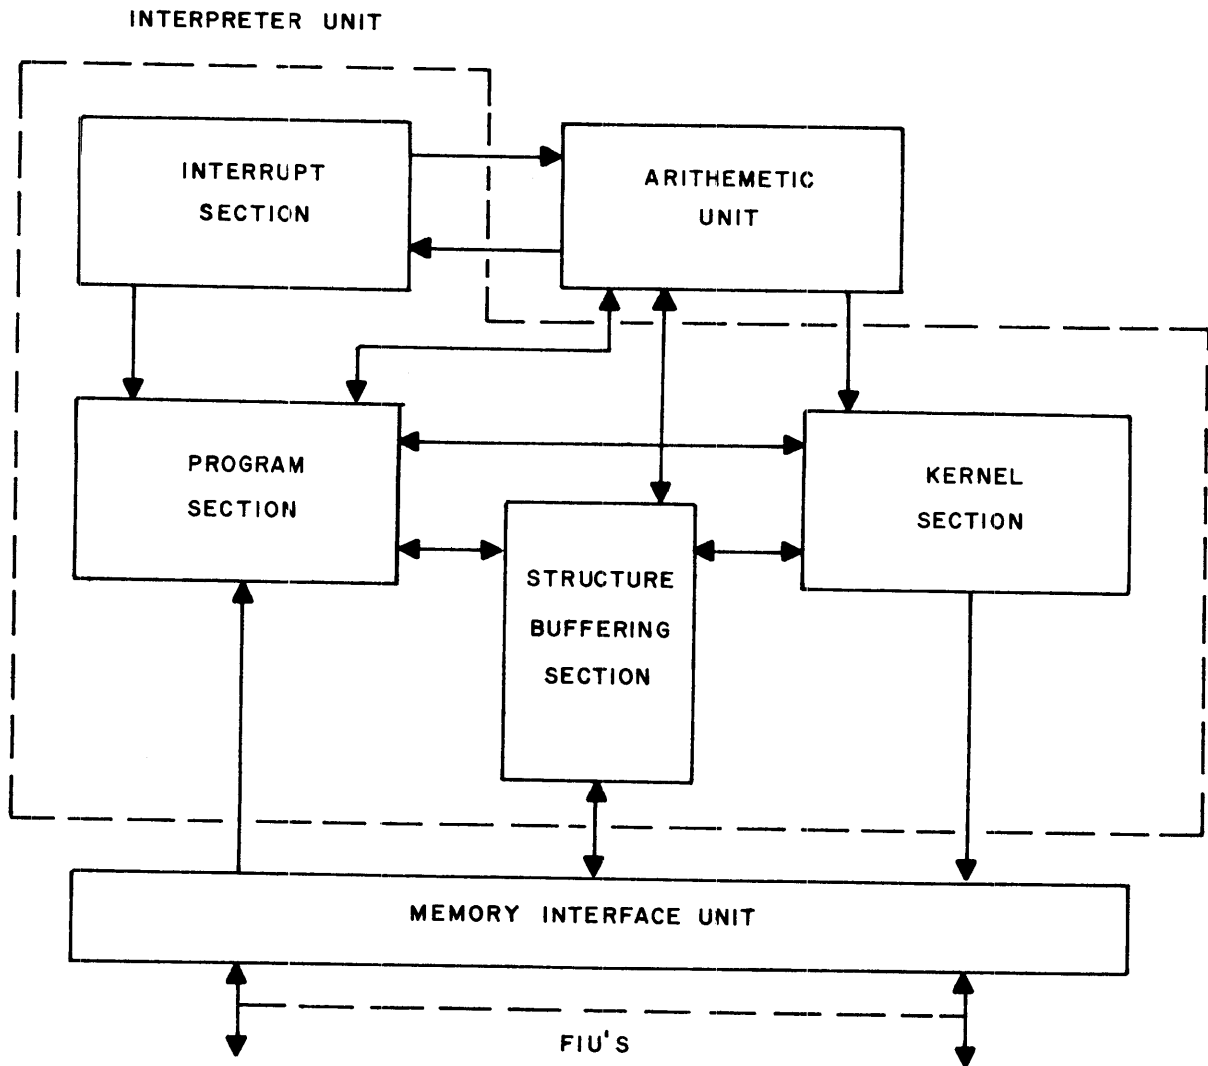 INTERPRETER UNIT
INTERRUPT
SECTION
ARITHEMETIC
UNIT
PROGRAM
SECTION
KERNEL
SECTION
STRUCTURE
BUFFERING
SECTION
MEMORY INTERFACE UNIT
FIU'S